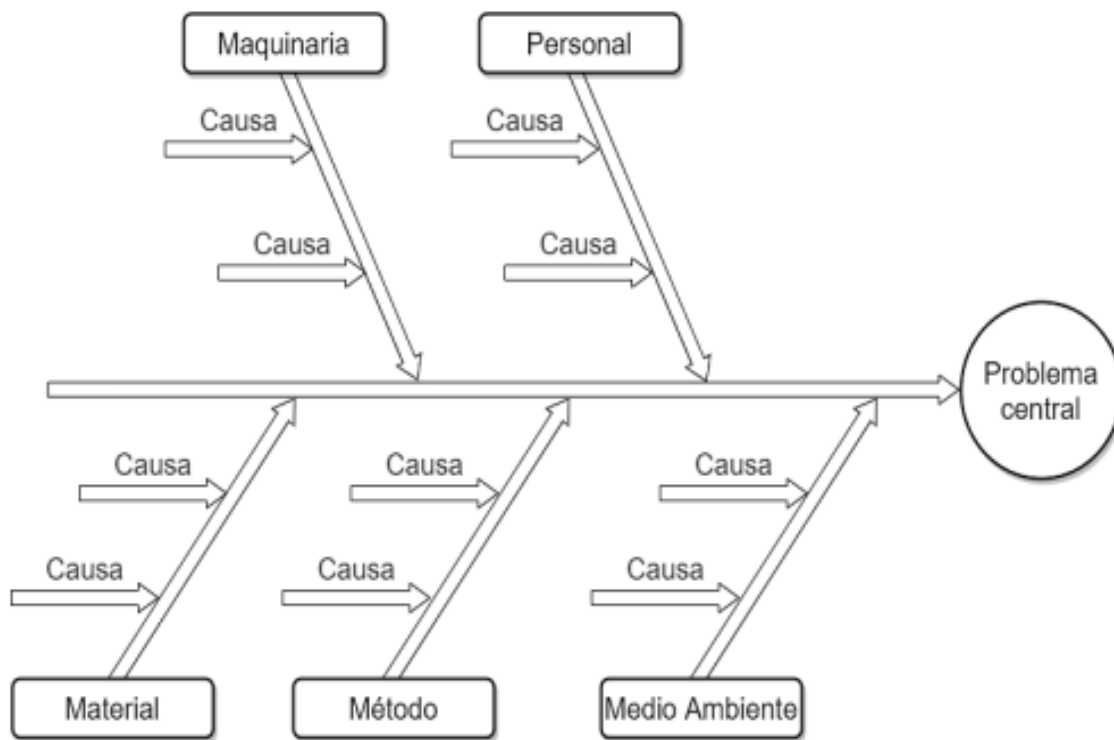 Maquinaria
Personal
Causa
Causa
Causa
Causa
Problema
central
Causa
Causa
Causa
Causa
Causa
Causa
Material
Método
Medio Ambiente